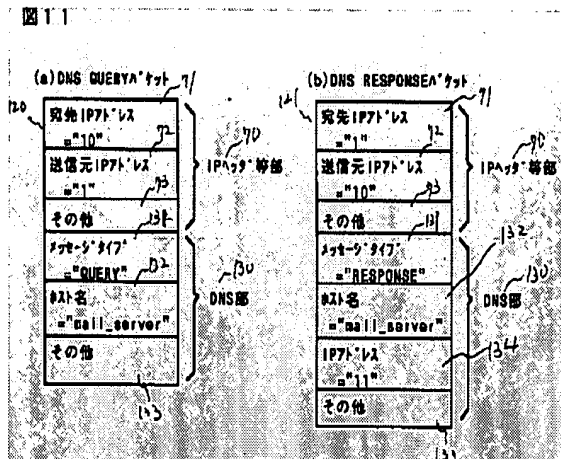 図11
(a)DNS QUERYパケット
71
120
宛先IPアドレス
="10"
72
送信元IPアドレス
="1"
70
IPヘッダ等部
73
その他
131
メッセージタイプ
="QUERY"
132
ホスト名
="mail_server"
130
DNS部
その他
133
(b)DNS RESPONSEパケット
71
121
宛先IPアドレス
="1"
72
送信元IPアドレス
="10"
70
IPヘッダ等部
73
その他
131
メッセージタイプ
="RESPONSE"
132
ホスト名
="mail_server"
130
DNS部
IPアドレス
="11"
134
その他
133